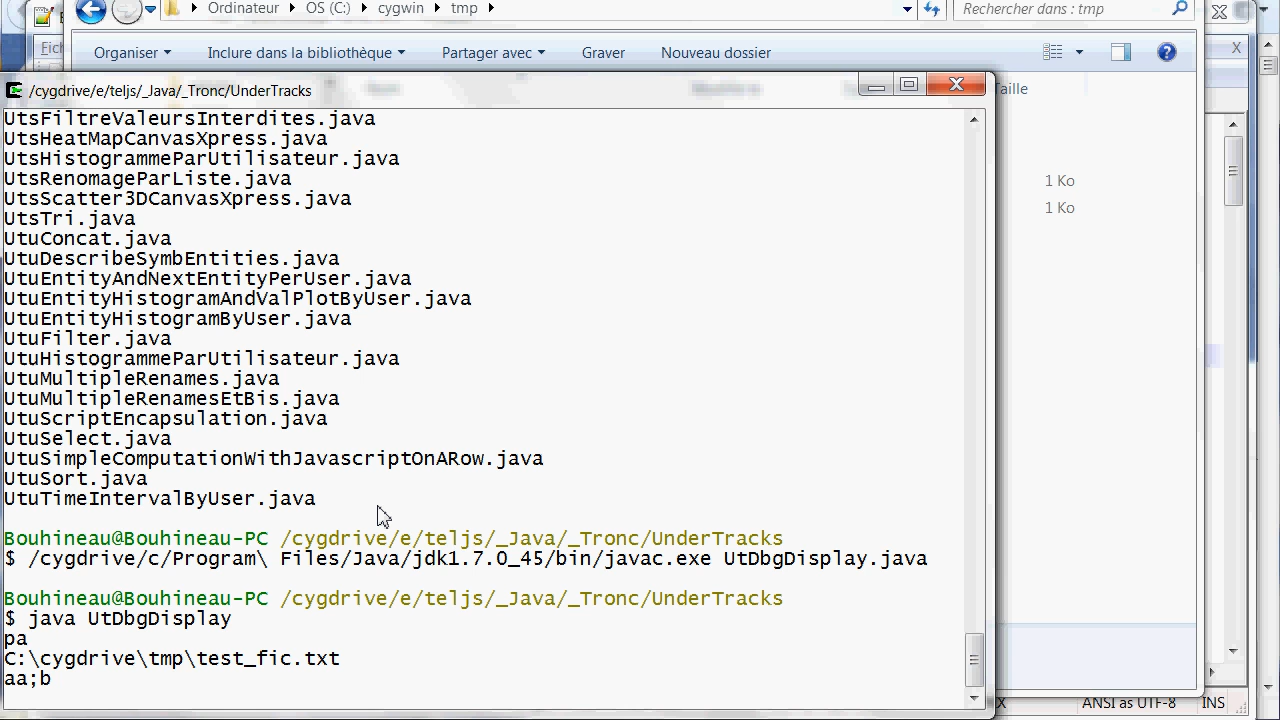 Ordinateur OS (C:) cygwin tmp
Rechercher dans : tmp
Organiser Inclure dans la bibliothèque Partager avec Graver Nouveau dossier
/cygdrive/e/teljs/_Java/_Tronc/UnderTracks
UtsFiltreValeursInterdites.java
UtsHeatMapCanvasXpress.java
UtsHistogrammeParUtilisateur.java
UtsRenomageParListe.java
UtsScatter3DCanvasXpress.java
UtsTri.java
UtuConcat.java
UtuDescribeSymbEntities.java
UtuEntityAndNextEntityPerUser.java
UtuEntityHistogramAndValPlotByUser.java
UtuEntityHistogramByUser.java
UtuFilter.java
UtuHistogrammeParUtilisateur.java
UtuMultipleRenames.java
UtuMultipleRenamesEtBis.java
UtuScriptEncapsulation.java
UtuSelect.java
UtuSimpleComputationWithJavascriptOnARow.java
UtuSort.java
UtuTimeIntervalByUser.java
Bouhineau@Bouhineau-PC /cygdrive/e/teljs/_Java/_Tronc/UnderTracks
$ /cygdrive/c/Program\ Files/Java/jdk1.7.0_45/bin/javac.exe UtDbgDisplay.java
Bouhineau@Bouhineau-PC /cygdrive/e/teljs/_Java/_Tronc/UnderTracks
$ java UtDbgDisplay
pa
C:\cygdrive\tmp\test_fic.txt
aa;b
Taille
1 Ko
1 Ko
ANSI as UTF-8 INS